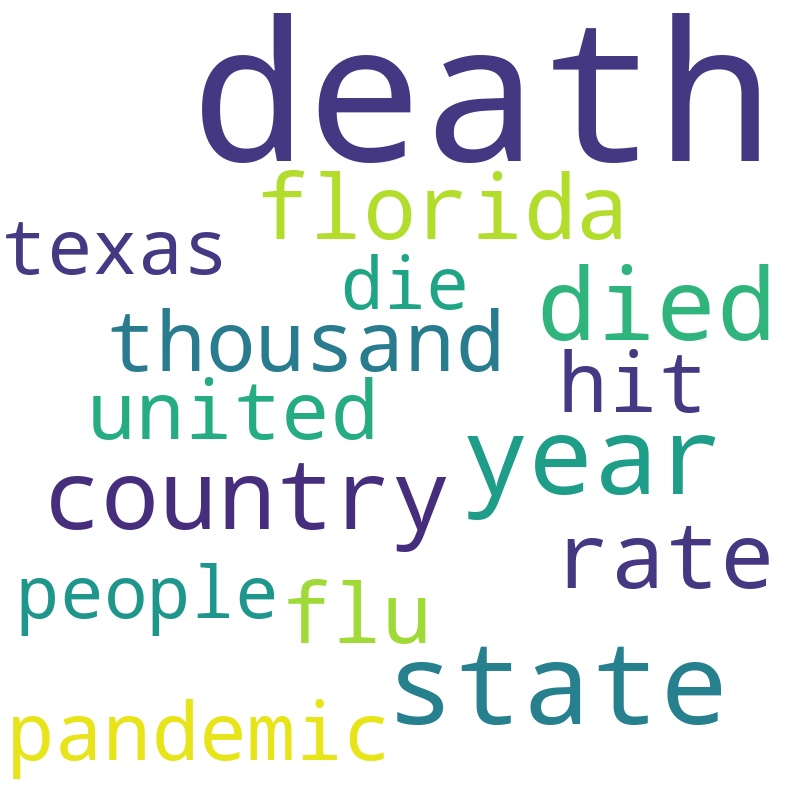 death
florida
texas
die
died
thousand
hit
united
year
country
rate
people
flu
state
pandemic